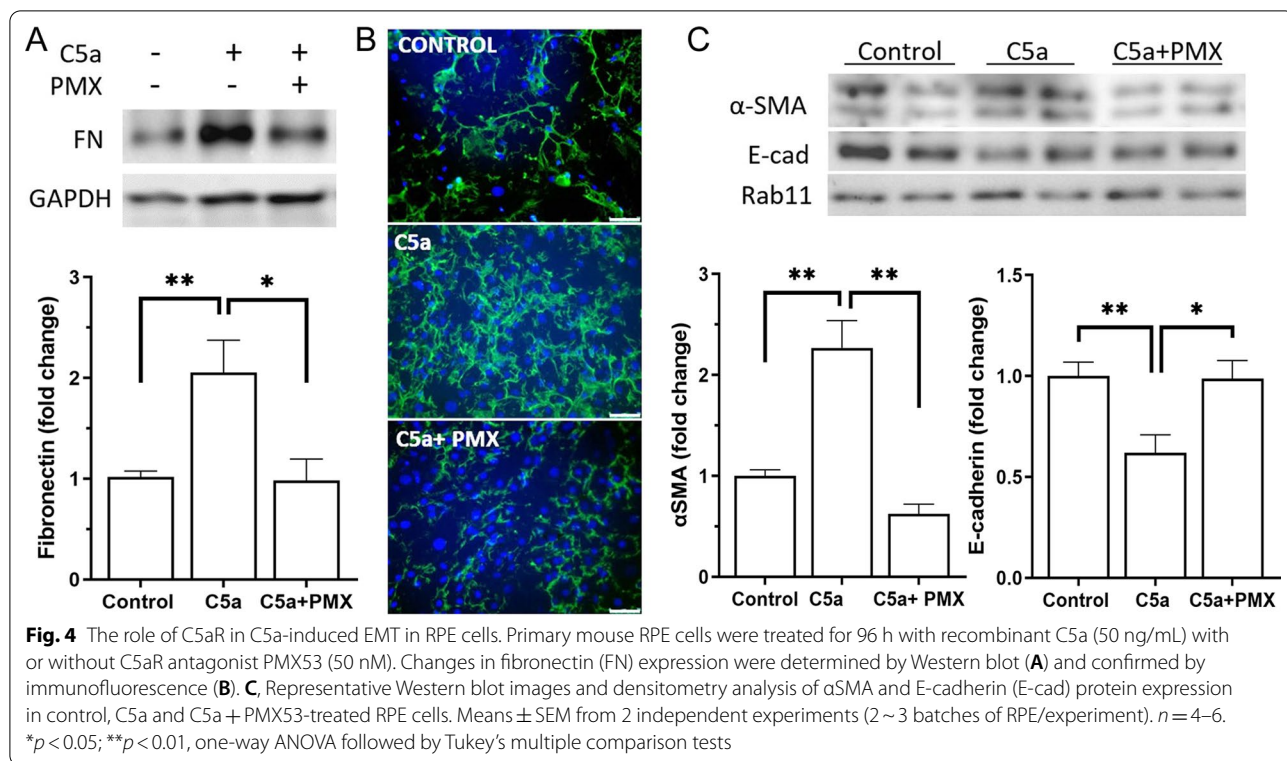 A
C5a - + +
PMX - - +
FN
GAPDH
** *
3
2
1
0
Fibronectin (fold change)
Control C5a C5a+PMX
B
CONTROL
C5a
C5a+ PMX
C
Control C5a C5a+PMX
α-SMA
E-cad
Rab11
** **
3
2
1
0
αSMA (fold change)
Control C5a C5a+ PMX
** *
1.5
1.0
0.5
0.0
E-cadherin (fold change)
Control C5a C5a+PMX
Fig. 4 The role of C5aR in C5a-induced EMT in RPE cells. Primary mouse RPE cells were treated for 96 h with recombinant C5a (50 ng/mL) with
or without C5aR antagonist PMX53 (50 nM). Changes in fibronectin (FN) expression were determined by Western blot (A) and confirmed by
immunofluorescence (B). C, Representative Western blot images and densitometry analysis of αSMA and E-cadherin (E-cad) protein expression
in control, C5a and C5a + PMX53-treated RPE cells. Means ± SEM from 2 independent experiments (2 ~ 3 batches of RPE/experiment). n = 4–6.
*p < 0.05; **p < 0.01, one-way ANOVA followed by Tukey's multiple comparison tests